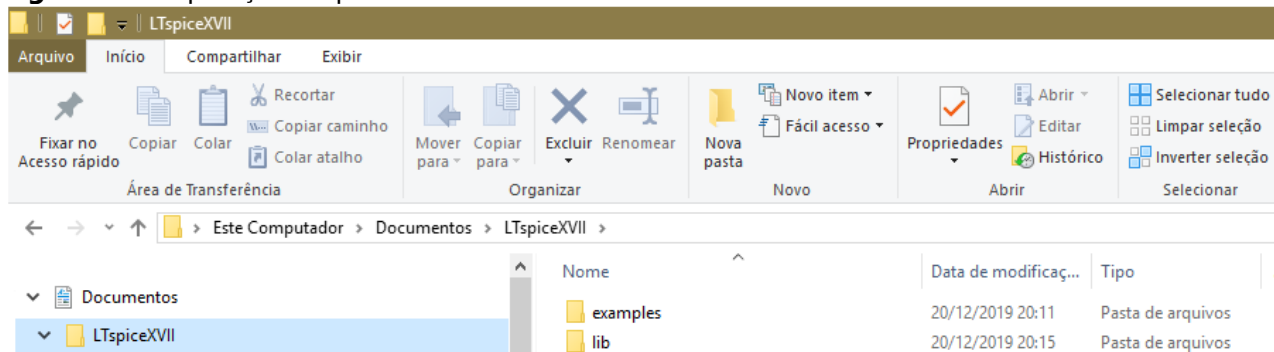 LTspiceXVII
Arquivo Início Compartilhar Exibir
Fixar no Acesso rápido
Copiar
Colar
Recortar
Copiar caminho
Colar atalho
Área de Transferência
Mover para
Copiar para
Excluir
Renomear
Organizar
Nova pasta
Novo item
Fácil acesso
Novo
Propriedades
Abrir
Editar
Histórico
Abrir
Selecionar tudo
Limpar seleção
Inverter seleção
Selecionar
Este Computador > Documentos > LTspiceXVII >
Documentos
LTspiceXVII
Nome Data de modificaç... Tipo
examples 20/12/2019 20:11 Pasta de arquivos
lib 20/12/2019 20:15 Pasta de arquivos